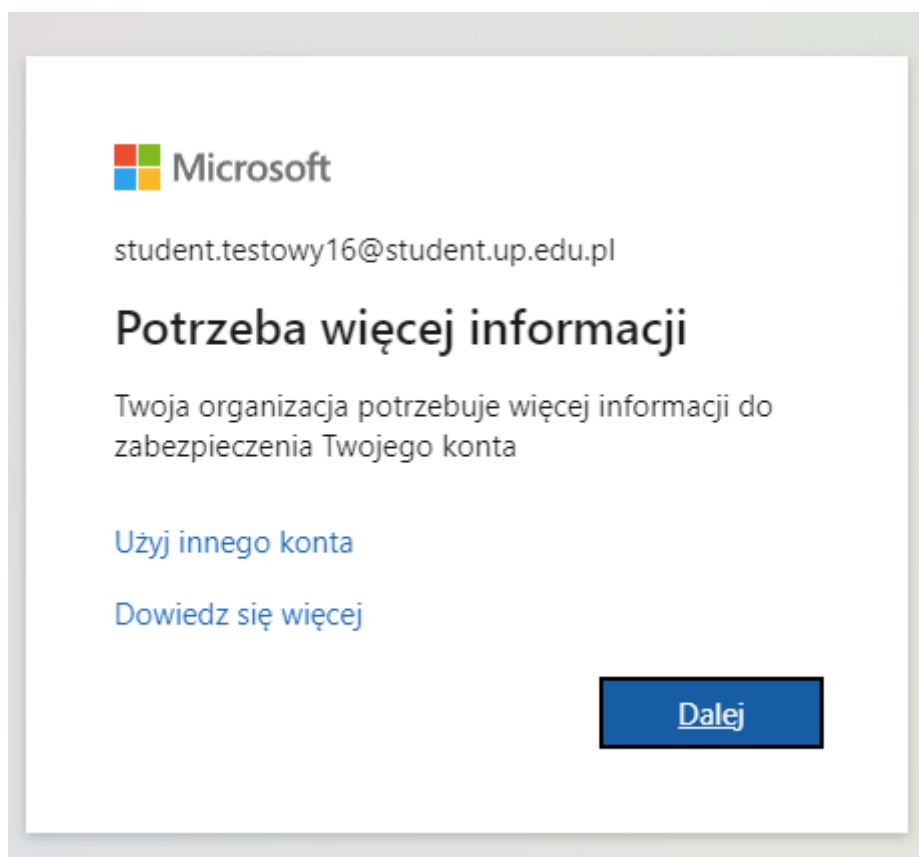 Microsoft
student.testowy16@student.up.edu.pl
Potrzeba więcej informacji
Twoja organizacja potrzebuje więcej informacji do
zabezpieczenia Twojego konta
Użyj innego konta
Dowiedz się więcej
Dalej